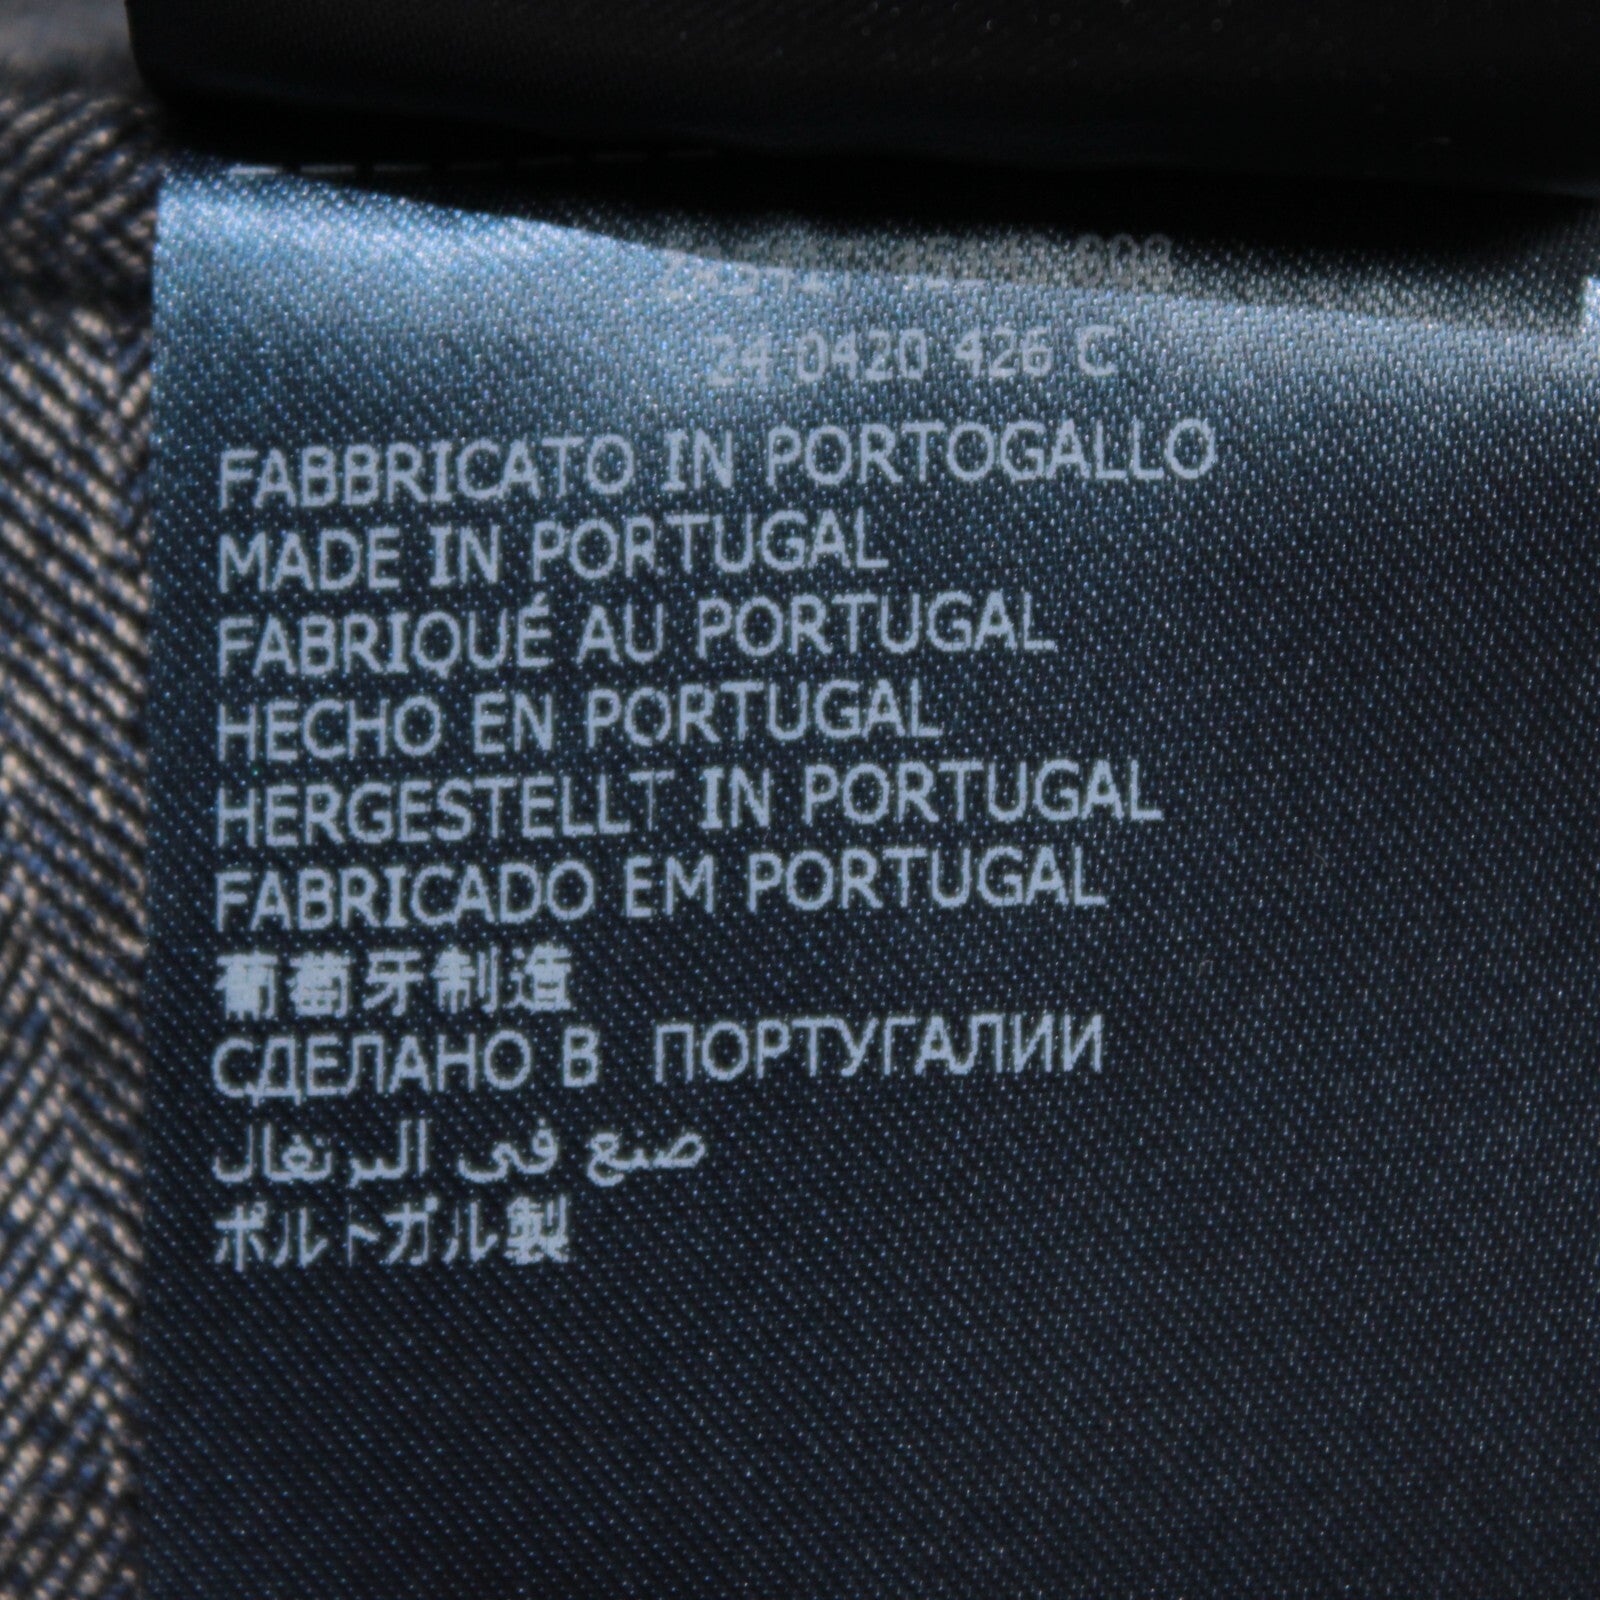 24 0420 426 C
FABBRICATO IN PORTOGALLO
MADE IN PORTUGAL
FABRIQUÉ AU PORTUGAL
HECHO EN PORTUGAL
HERGESTELLT IN PORTUGAL
FABRICADO EM PORTUGAL
葡萄牙制造
СДЕЛАНО В ПОРТУГАЛИИ
صنع في البرتغال
ポルトガル製